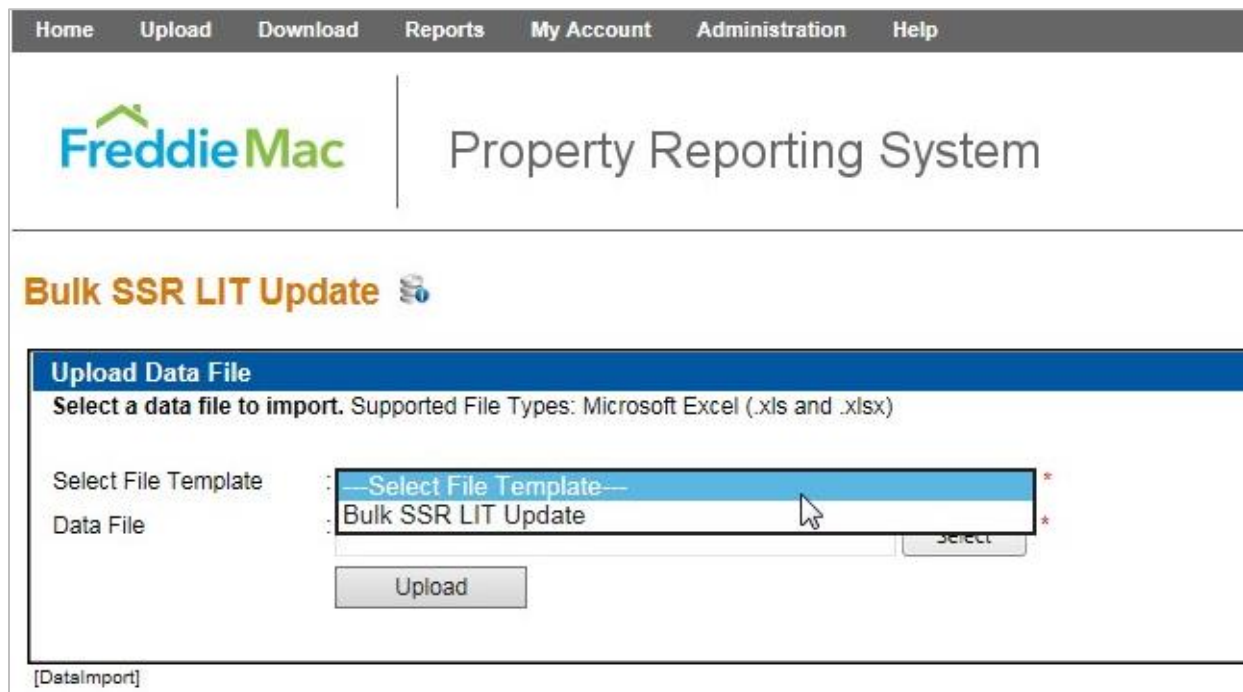 Home Upload Download Reports My Account Administration Help
FreddieMac
Property Reporting System
Bulk SSR LIT Update
Upload Data File
Select a data file to import. Supported File Types: Microsoft Excel (.xls and .xlsx)
Select File Template : ---Select File Template--- *
Bulk SSR LIT Update
Data File : Select *
Upload
[DataImport]